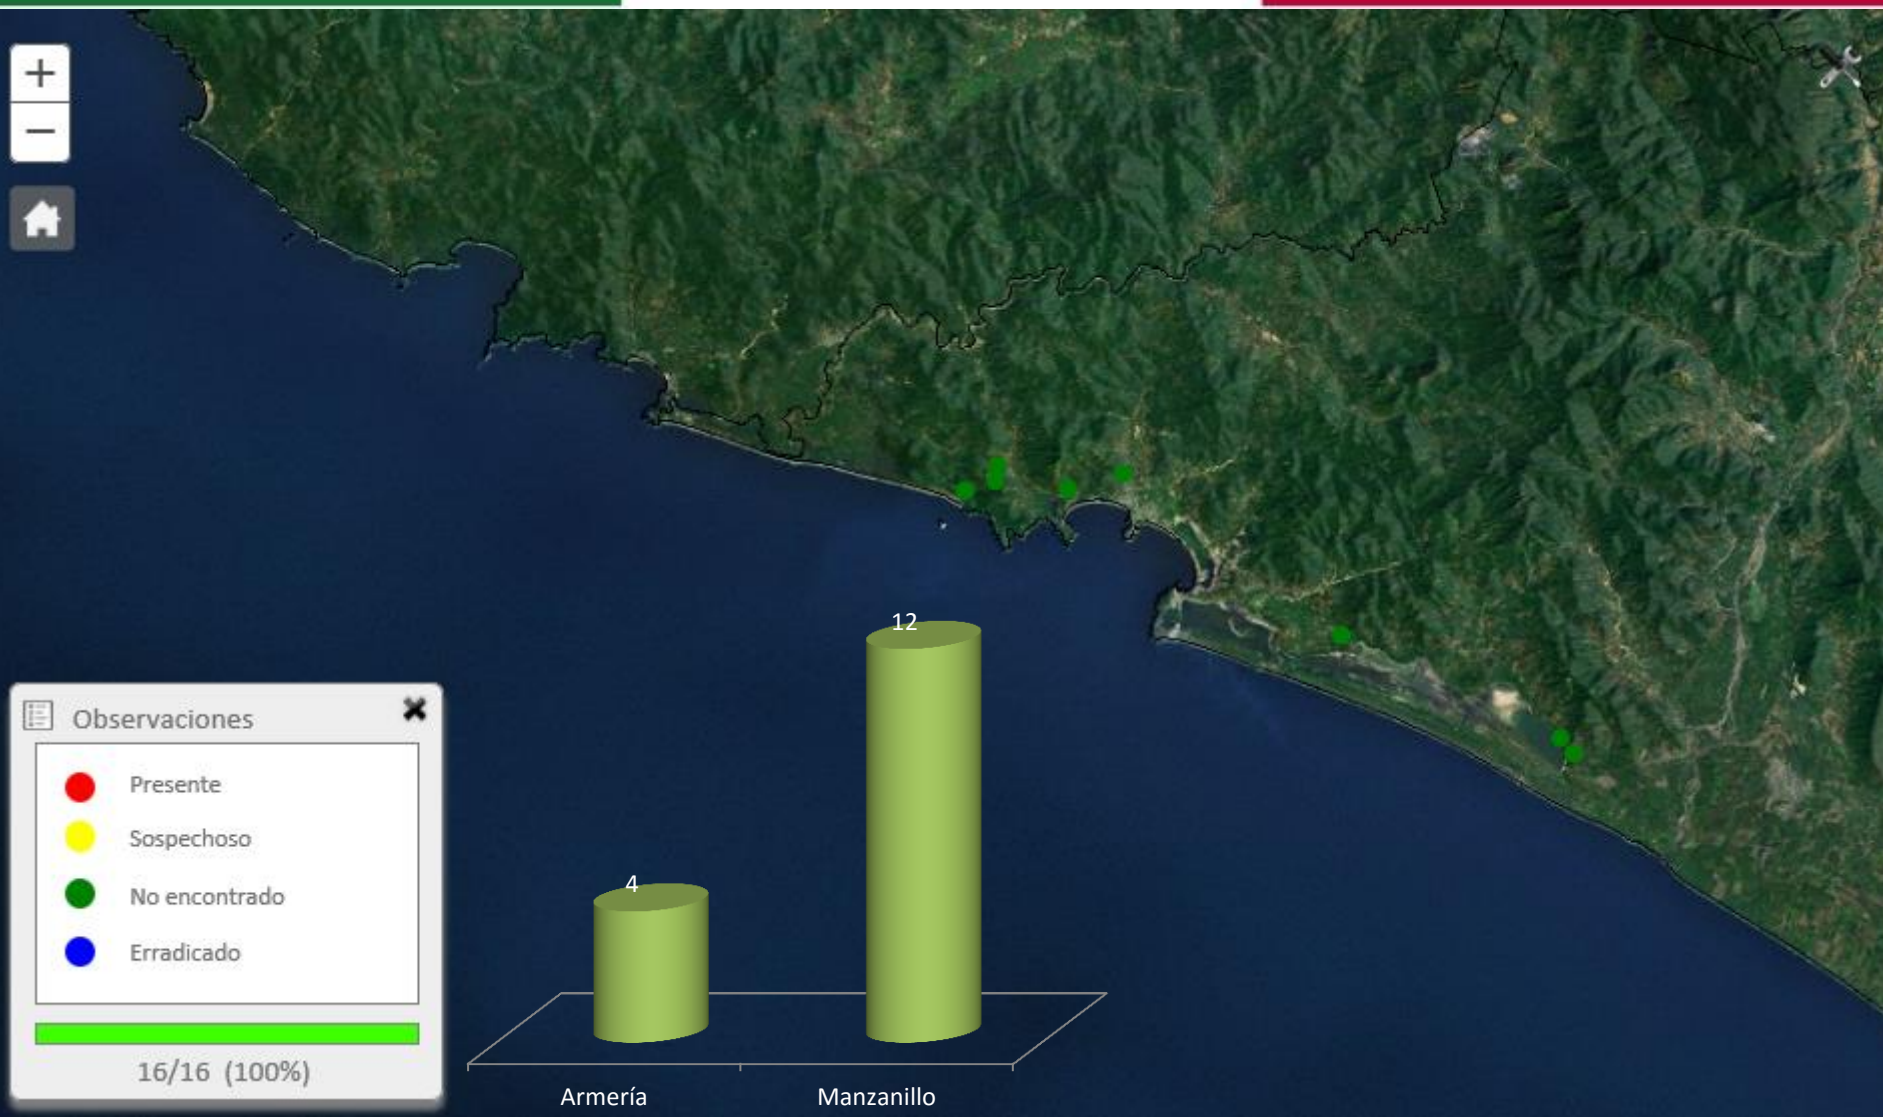 +
−
12
Observaciones
Presente
Sospechoso
4
No encontrado
Erradicado
16/16 (100%)
Armería
Manzanillo